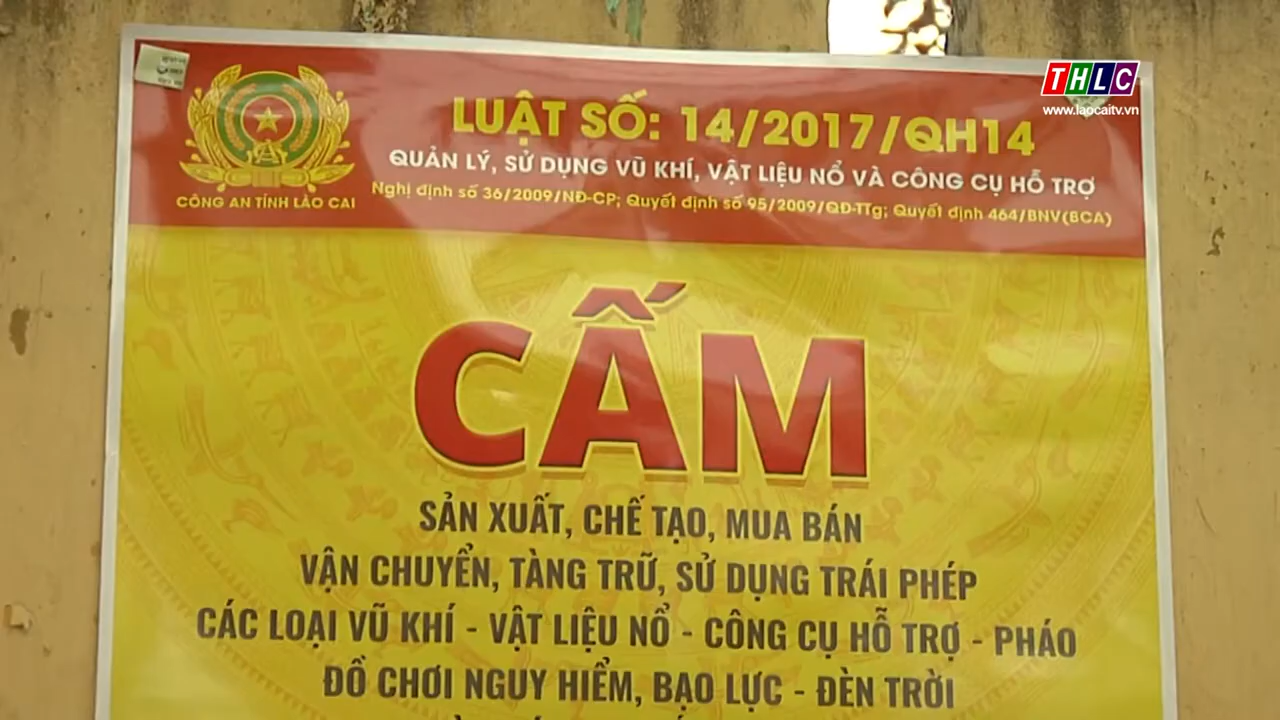 THLC
www.laocaitv.vn
LUẬT SỐ: 14/2017/QH14
QUẢN LÝ, SỬ DỤNG VŨ KHÍ, VẬT LIỆU NỔ VÀ CÔNG CỤ HỖ TRỢ
Nghị định số 36/2009/NĐ-CP; Quyết định số 95/2009/QĐ-TTg; Quyết định 464/BNV(BCA)
CÔNG AN TỈNH LÀO CAI
CẤM
SẢN XUẤT, CHẾ TẠO, MUA BÁN
VẬN CHUYỂN, TÀNG TRỮ, SỬ DỤNG TRÁI PHÉP
CÁC LOẠI VŨ KHÍ - VẬT LIỆU NỔ - CÔNG CỤ HỖ TRỢ - PHÁO
ĐỒ CHƠI NGUY HIỂM, BẠO LỰC - ĐÈN TRỜI